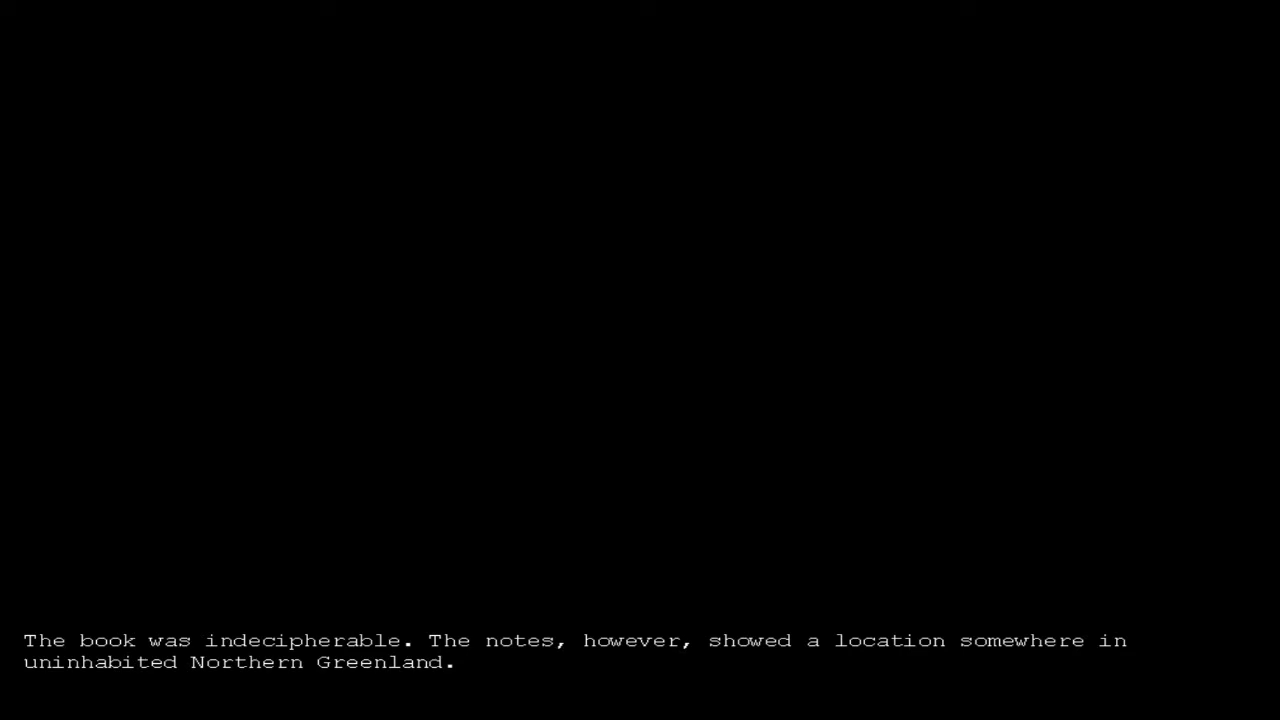 The book was indecipherable. The notes, however, showed a location somewhere in
uninhabited Northern Greenland.